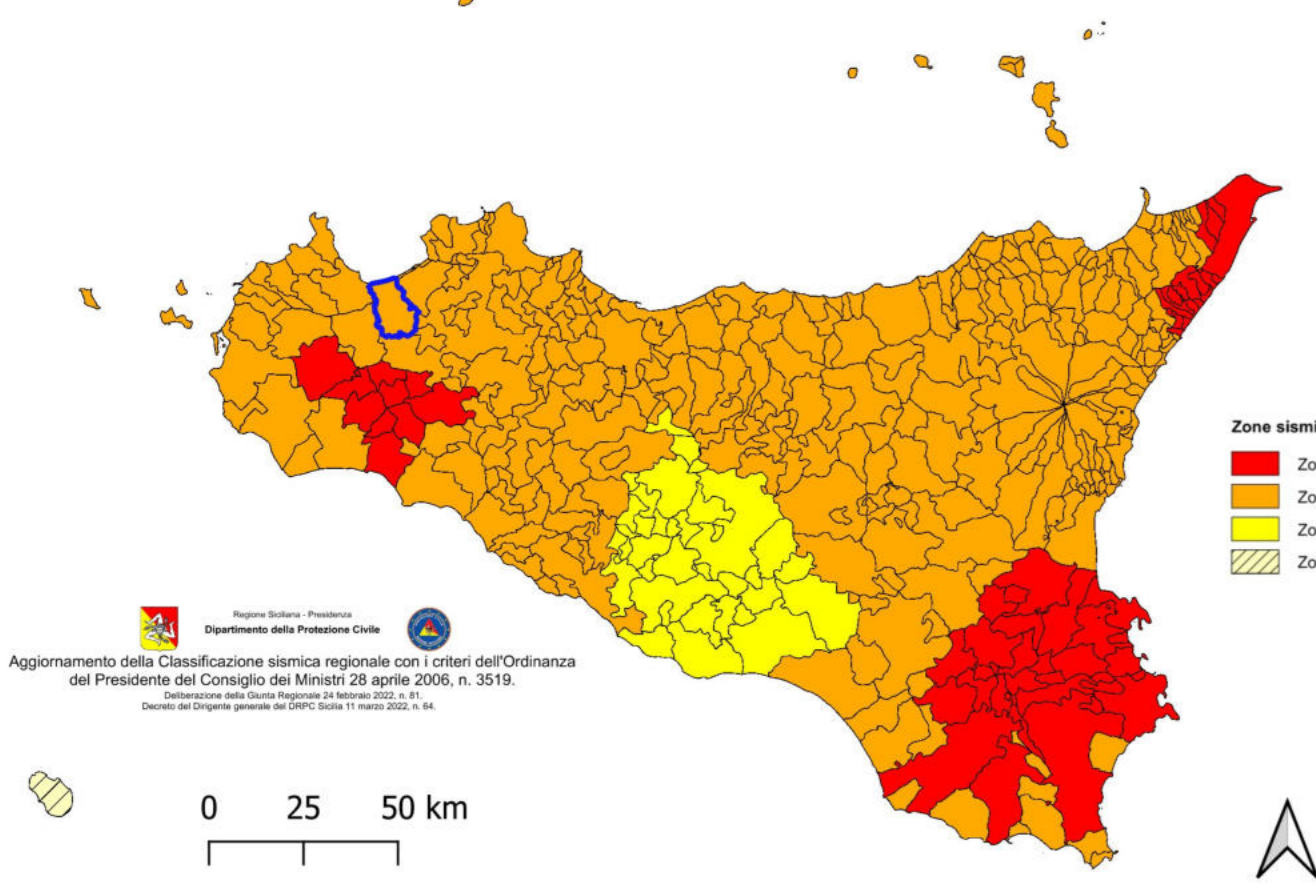 Zone sismi
Zo
Zo
Zo
Zo
Regione Siciliana - Presidenza
Dipartimento della Protezione Civile
Aggiornamento della Classificazione sismica regionale con i criteri dell'Ordinanza
del Presidente del Consiglio dei Ministri 28 aprile 2006, n. 3519.
Deliberazione della Giunta Regionale 24 febbraio 2022, n. 81.
Decreto del Dirigente generale del DRPC Sicilia 11 marzo 2022, n. 64.
0 25 50 km